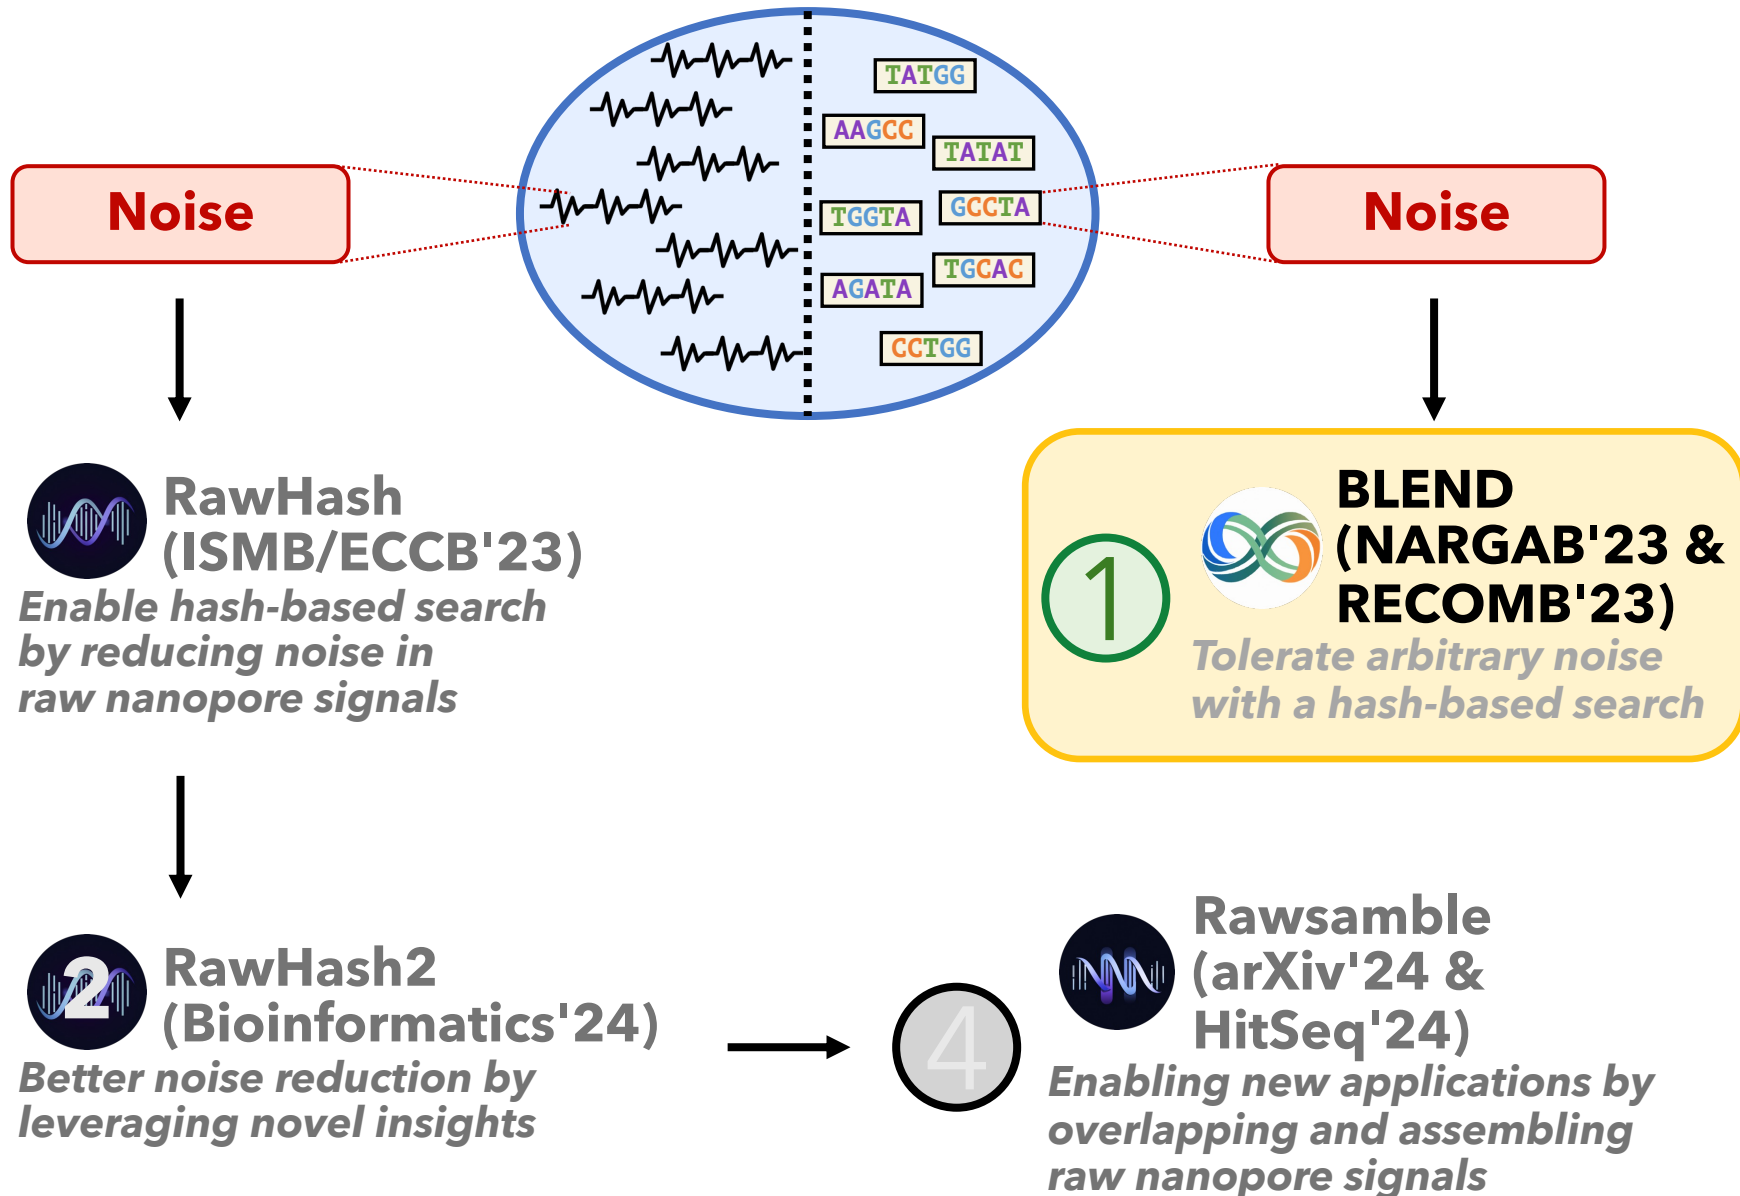 TATGG
AAGCC
TATAT
Noise
TGGTA
GCCTA
Noise
TGCAC
AGATA
CCTGG
RawHash
(ISMB/ECCB'23)
Enable hash-based search
by reducing noise in
raw nanopore signals
1
BLEND
(NARGAB'23 &
RECOMB'23)
Tolerate arbitrary noise
with a hash-based search
2
RawHash2
(Bioinformatics'24)
Better noise reduction by
leveraging novel insights
4
Rawsamble
(arXiv'24 &
HitSeq'24)
Enabling new applications by
overlapping and assembling
raw nanopore signals